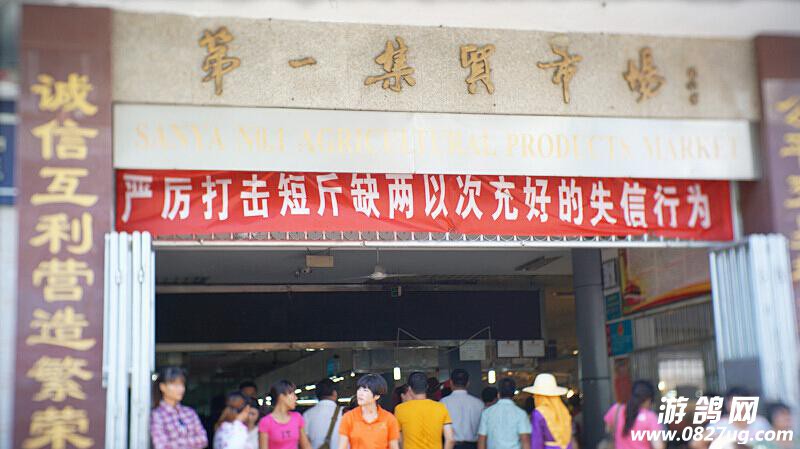 第一集贸市场
SANYA NO.1 AGRICULTURAL PRODUCTS MARKET
严厉打击短斤缺两以次充好的失信行为
诚信互利营造繁荣
公平
游鸽网
www.0827ug.com